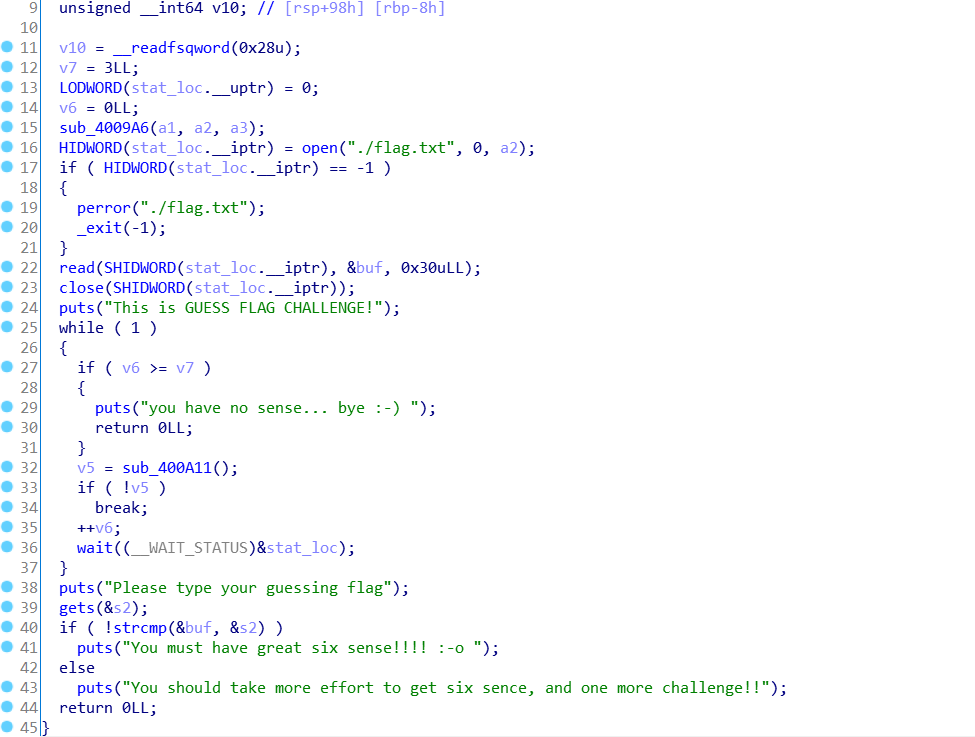 9 unsigned __int64 v10; // [rsp+98h] [rbp-8h]
10
11 v10 = __readfsqword(0x28u);
12 v7 = 3LL;
13 LODWORD(stat_loc.__uptr) = 0;
14 v6 = 0LL;
15 sub_4009A6(a1, a2, a3);
16 HIDWORD(stat_loc.__iptr) = open("./flag.txt", 0, a2);
17 if ( HIDWORD(stat_loc.__iptr) == -1 )
18 {
19 perror("./flag.txt");
20 _exit(-1);
21 }
22 read(SHIDWORD(stat_loc.__iptr), &buf, 0x30uLL);
23 close(SHIDWORD(stat_loc.__iptr));
24 puts("This is GUESS FLAG CHALLENGE!");
25 while ( 1 )
26 {
27 if ( v6 >= v7 )
28 {
29 puts("you have no sense... bye :-) ");
30 return 0LL;
31 }
32 v5 = sub_400A11();
33 if ( !v5 )
34 break;
35 ++v6;
36 wait((__WAIT_STATUS)&stat_loc);
37 }
38 puts("Please type your guessing flag");
39 gets(&s2);
40 if ( !strcmp(&buf, &s2) )
41 puts("You must have great six sense!!!! :-o ");
42 else
43 puts("You should take more effort to get six sence, and one more challenge!!");
44 return 0LL;
45 }